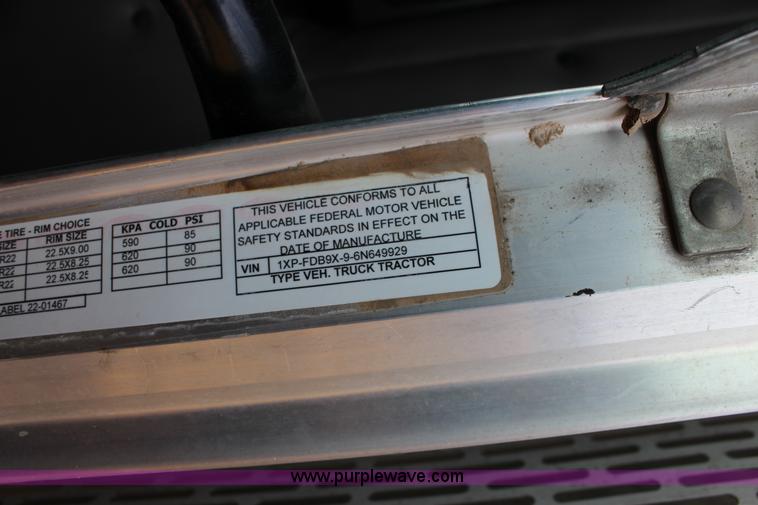 E TIRE - RIM CHOICE
SIZE RIM SIZE
R22 22.5X9.00
R22 22.5X8.25
R22 22.5X8.25
LABEL 22-01467
KPA COLD PSI
590 85
620 90
620 90
THIS VEHICLE CONFORMS TO ALL
APPLICABLE FEDERAL MOTOR VEHICLE
SAFETY STANDARDS IN EFFECT ON THE
DATE OF MANUFACTURE
VIN 1XP-FDB9X-9-6N649929
TYPE VEH. TRUCK TRACTOR
www.purplewave.com